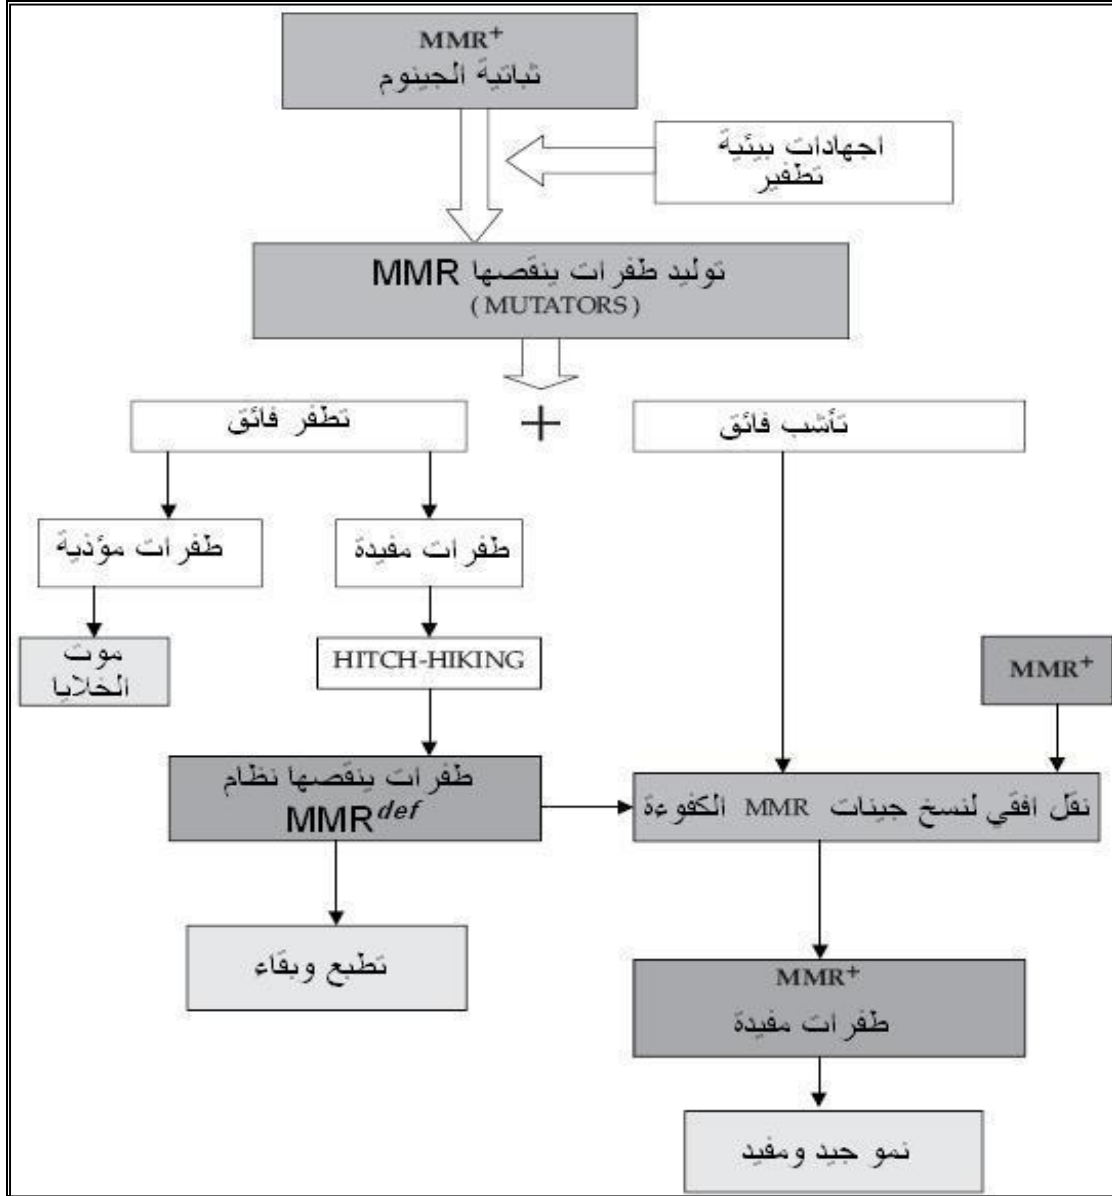 MMR⁺
ثباتية الجينوم
اجهادات بيئية
تطفير
توليد طفرات ينقصها MMR
( MUTATORS )
تطفر فائق
+
تأشب فائق
طفرات مؤذية
طفرات مفيدة
موت
الخلايا
HITCH-HIKING
MMR⁺
طفرات ينقصها نظام
MMRdef
نقل افقي لنسخ جينات MMR الكفوءة
تطبع وبقاء
MMR⁺
طفرات مفيدة
نمو جيد ومفيد